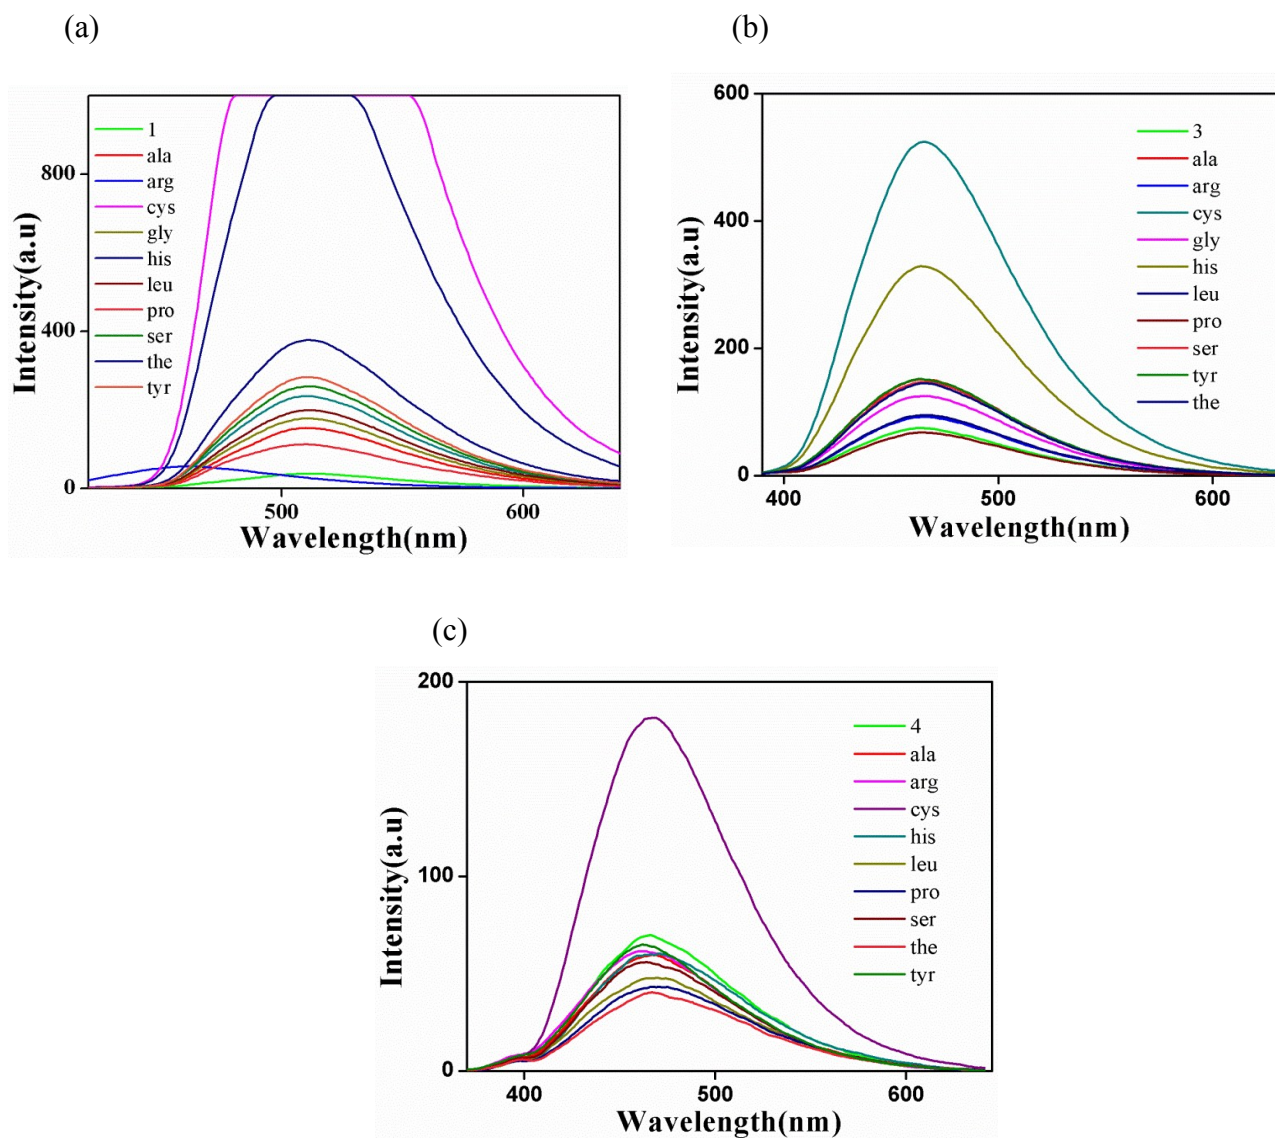 (a)
Intensity(a.u)
800
400
0
1
ala
arg
cys
gly
his
leu
pro
ser
the
tyr
500
600
Wavelength(nm)
(b)
Intensity(a.u)
600
400
200
0
3
ala
arg
cys
gly
his
leu
pro
ser
tyr
the
400
500
600
Wavelength(nm)
(c)
Intensity(a.u)
200
100
0
4
ala
arg
cys
his
leu
pro
ser
the
tyr
400
500
600
Wavelength(nm)